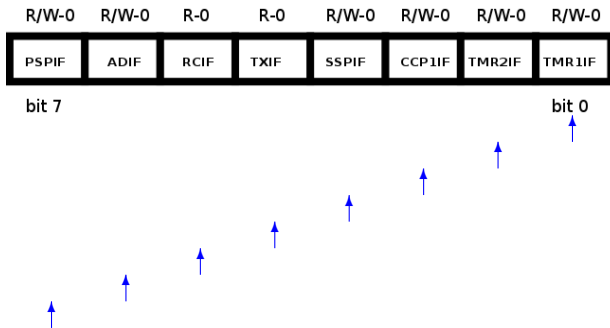 R/W-0 R/W-0 R-0 R-0 R/W-0 R/W-0 R/W-0 R/W-0
PSPIF ADIF RCIF TXIF SSPIF CCP1IF TMR2IF TMR1IF
bit 7 bit 0